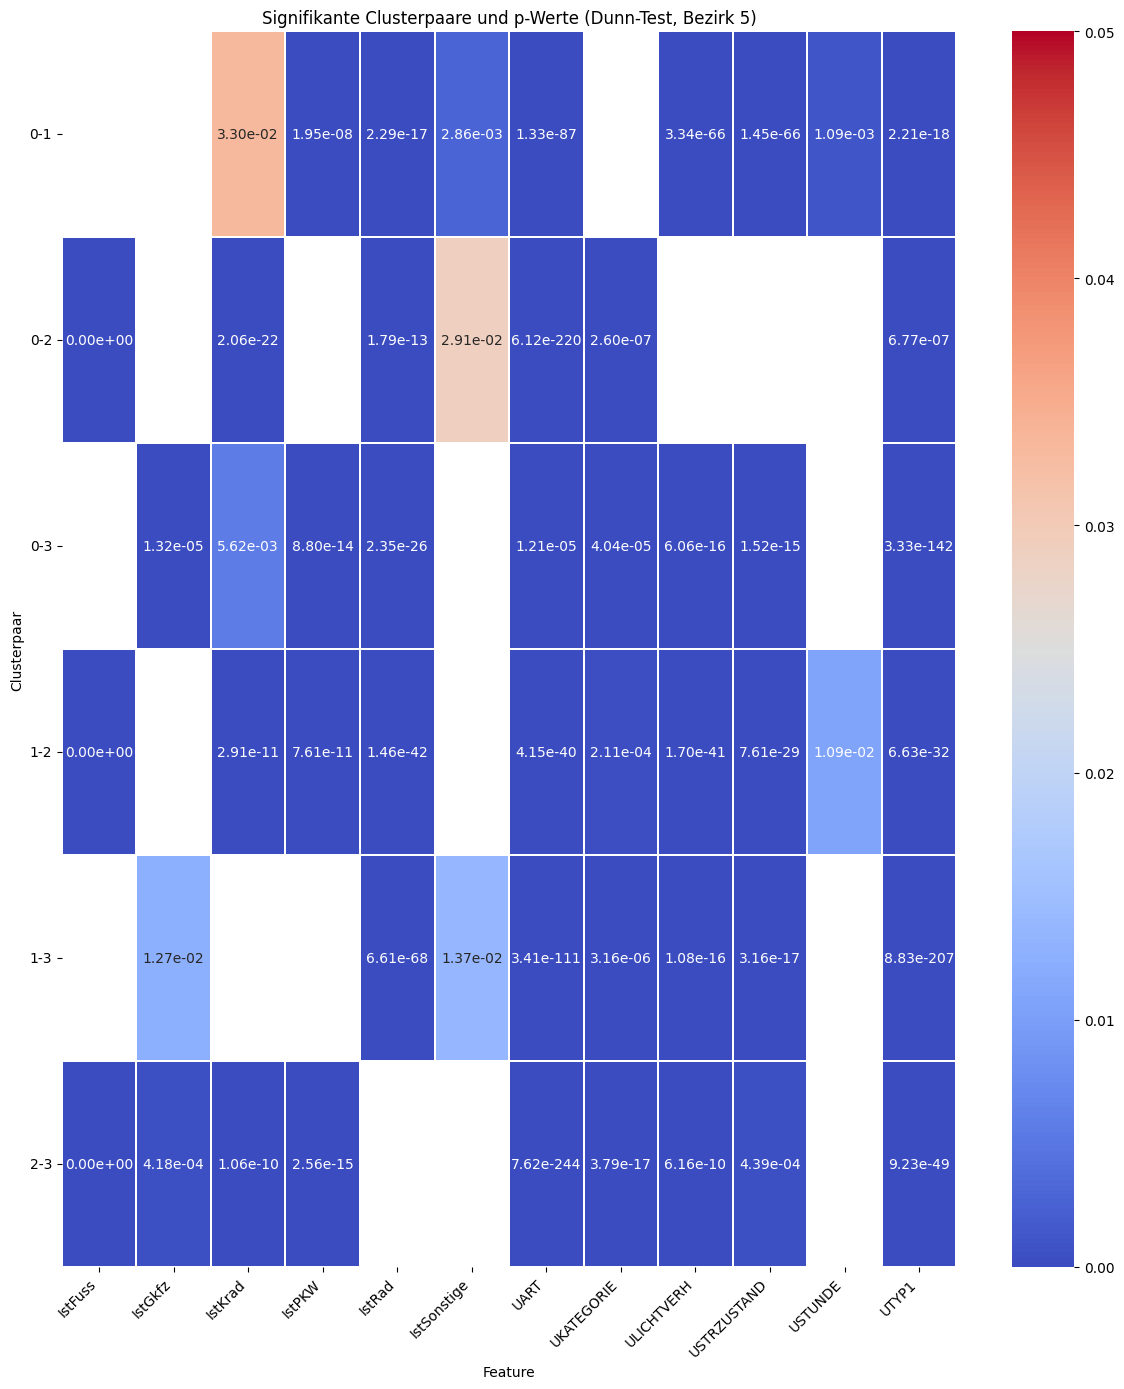 Signifikante Clusterpaare und p-Werte (Dunn-Test, Bezirk 5)
0-1 3.30e-02 1.95e-08 2.29e-17 2.86e-03 1.33e-87 3.34e-66 1.45e-66 1.09e-03 2.21e-18
0-2 0.00e+00 2.06e-22 1.79e-13 2.91e-02 6.12e-220 2.60e-07 6.77e-07
0-3 1.32e-05 5.62e-03 8.80e-14 2.35e-26 1.21e-05 4.04e-05 6.06e-16 1.52e-15 3.33e-142
1-2 0.00e+00 2.91e-11 7.61e-11 1.46e-42 4.15e-40 2.11e-04 1.70e-41 7.61e-29 1.09e-02 6.63e-32
1-3 1.27e-02 6.61e-68 1.37e-02 3.41e-111 3.16e-06 1.08e-16 3.16e-17 8.83e-207
2-3 0.00e+00 4.18e-04 1.06e-10 2.56e-15 7.62e-244 3.79e-17 6.16e-10 4.39e-04 9.23e-49
Clusterpaar
IstFuss IstGkfz IstKrad IstPKW IstRad IstSonstige UART UKATEGORIE ULICHTVERH USTRZUSTAND USTUNDE UTYP1
Feature
0.05
0.04
0.03
0.02
0.01
0.00